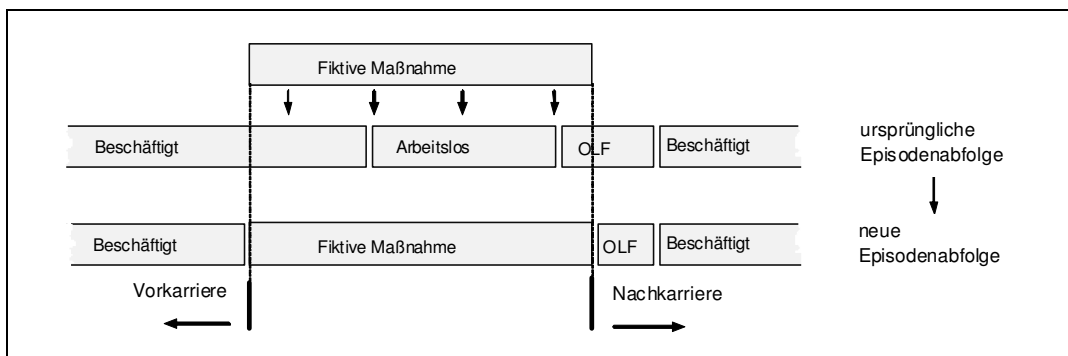 Fiktive Maßnahme
Beschäftigt
Arbeitslos
OLF
Beschäftigt
ursprüngliche
Episodenabfolge
Beschäftigt
Fiktive Maßnahme
OLF
Beschäftigt
neue
Episodenabfolge
Vorkarriere
Nachkarriere